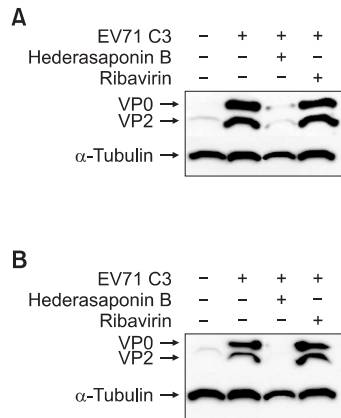 A
EV71 C3 – + + +
Hederasaponin B – – + –
Ribavirin – – – +
VP0 →
VP2 →
α-Tubulin →
B
EV71 C3 – + + +
Hederasaponin B – – + –
Ribavirin – – – +
VP0 →
VP2 →
α-Tubulin →